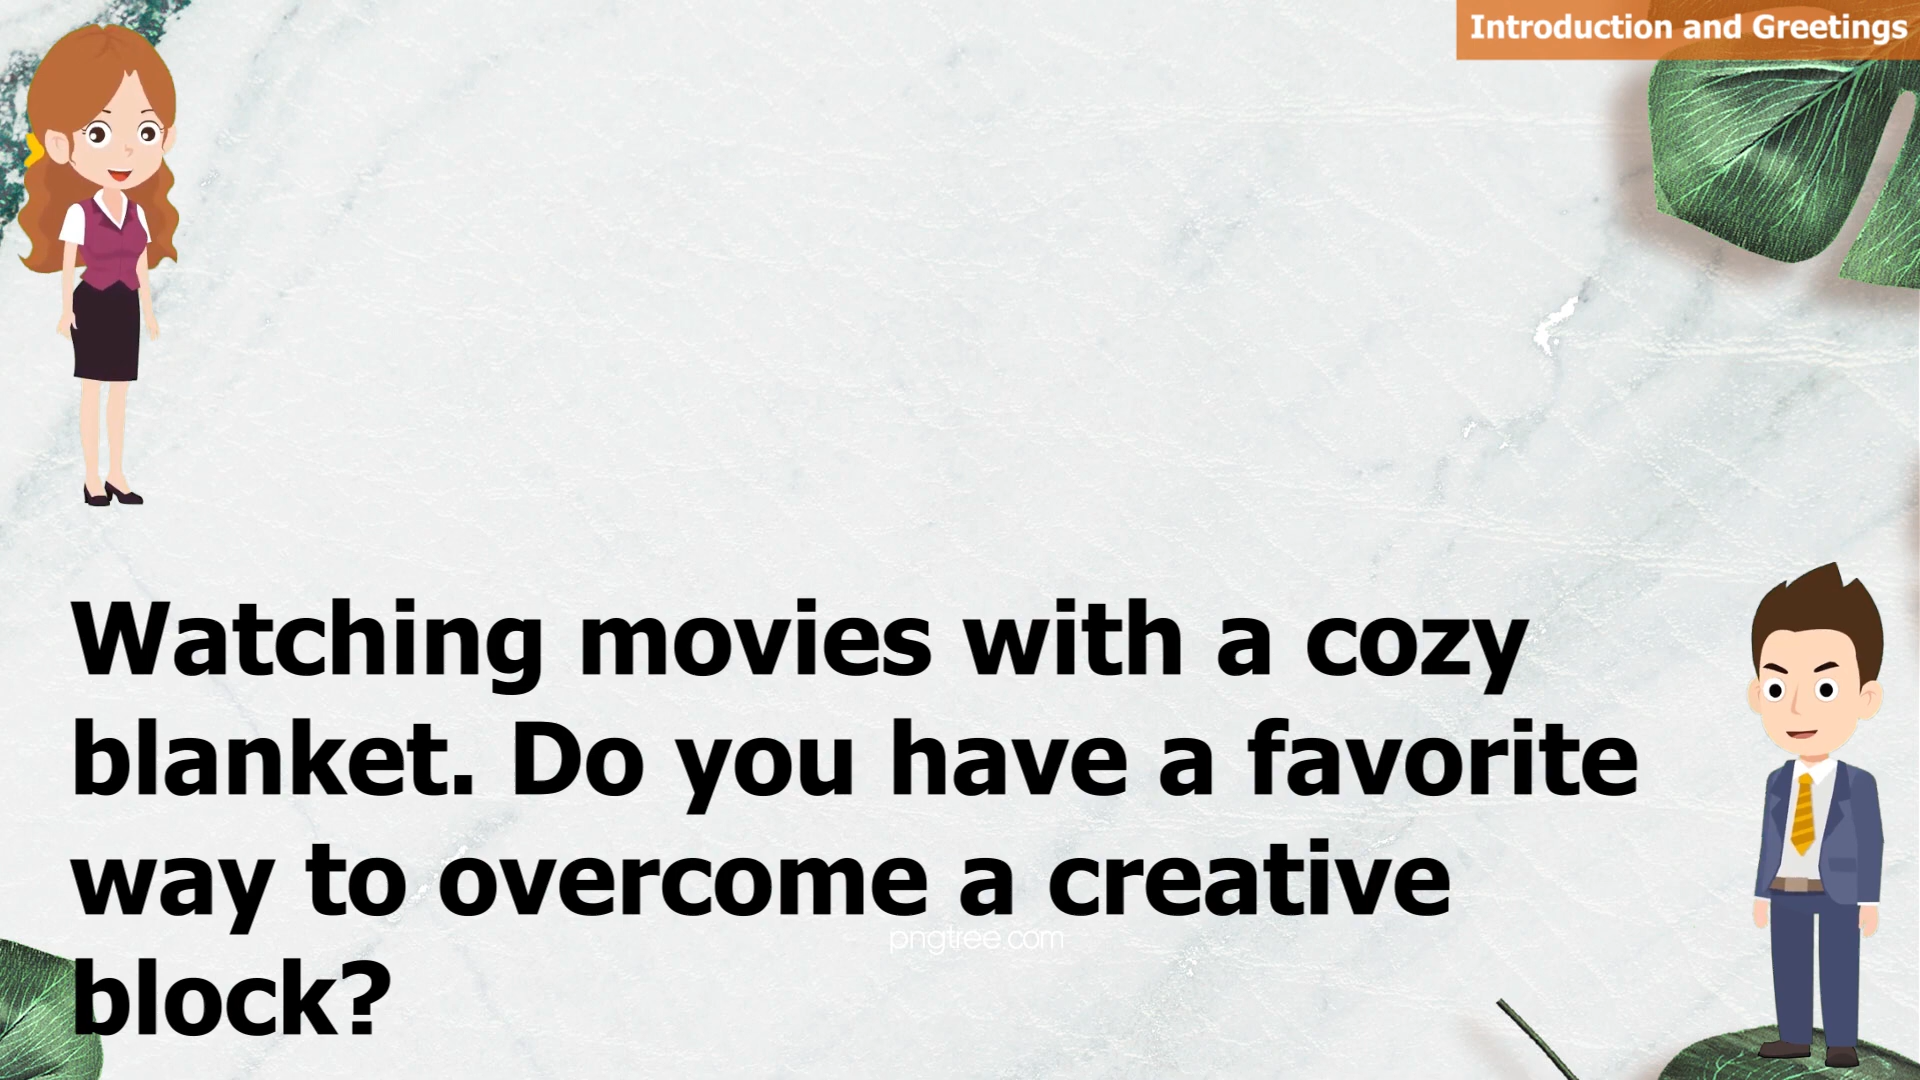 Introduction and Greetings
Watching movies with a cozy
blanket. Do you have a favorite
way to overcome a creative
block?
pngtree.com